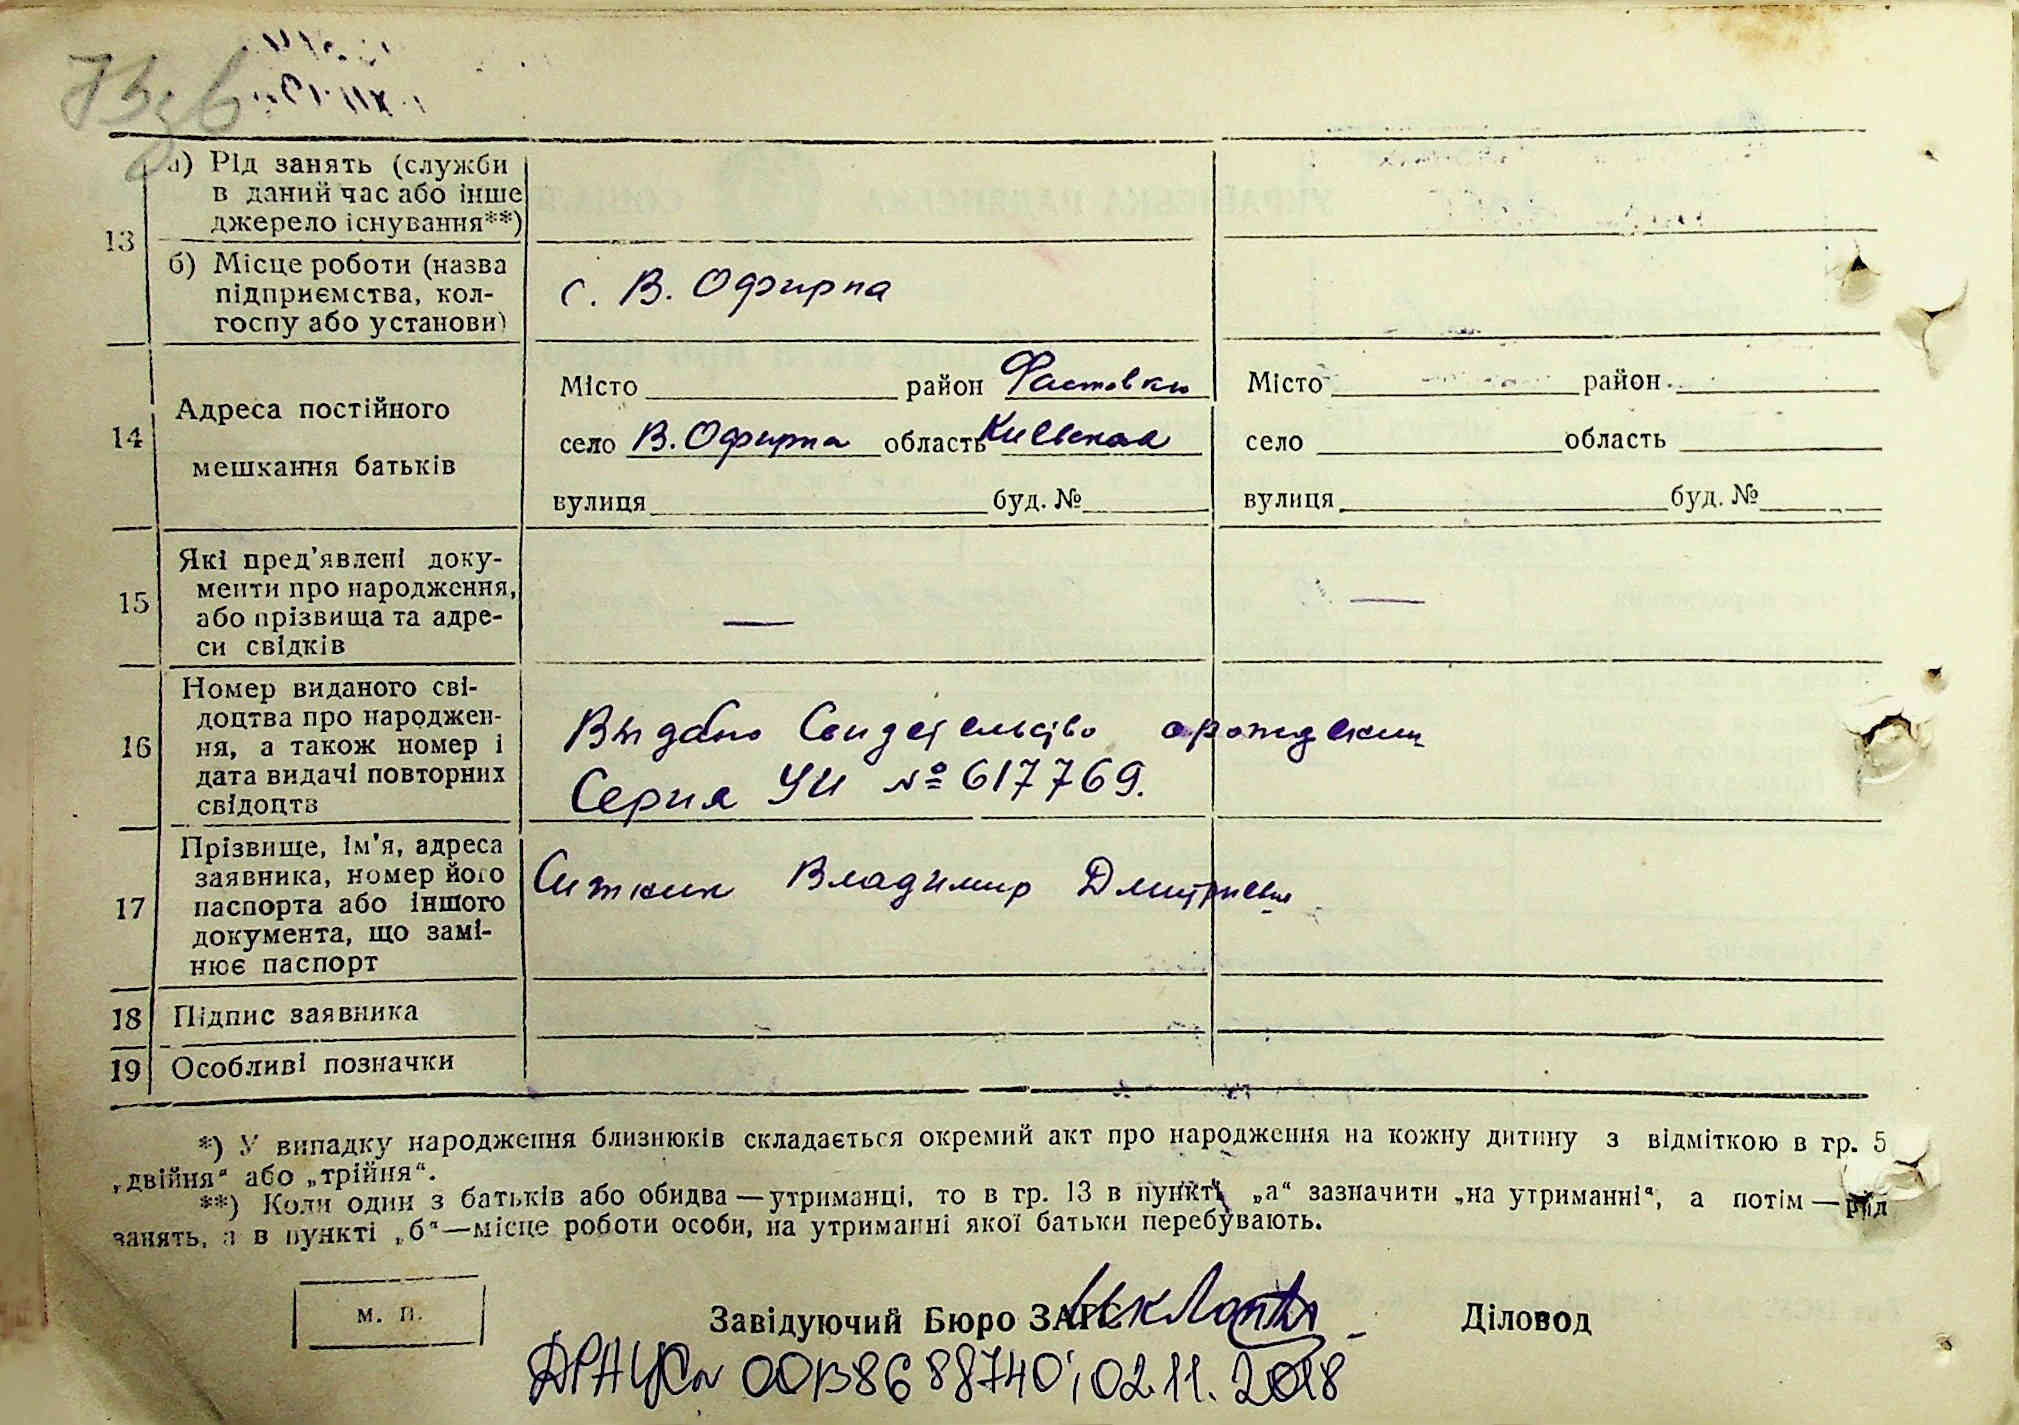 13
а) Рід занять (служби
в даний час або інше
джерело існування**)
б) Місце роботи (назва
підприємства, кол-
госпу або установи)
с. В. Офирна
14
Адреса постійного
мешкання батьків
Місто район Фастовский
село В. Офирна область Киевская
вулиця буд. №
Місто район
село область
вулиця буд. №
15
Які пред'явлені доку-
менти про народження,
або прізвища та адре-
си свідків
—
—
16
Номер виданого сві-
доцтва про народжен-
ня, а також номер і
дата видачі повторних
свідоцтв
Выдано Свидетельство о рождении
Серия УИ № 617769.
17
Прізвище, ім'я, адреса
заявника, номер його
паспорта або іншого
документа, що замі-
нює паспорт
Ситкин Владимир Дмитриевич
18
Підпис заявника
19
Особливі позначки
*) У випадку народження близнюків складається окремий акт про народження на кожну дитину з відміткою в гр. 5
„двійня“ або „трійня“.
**) Коли один з батьків або обидва — утриманці, то в гр. 13 в пункті „а“ зазначити „на утриманні“, а потім — рід
занять, а в пункті „б“ — місце роботи особи, на утриманні якої батьки перебувають.
м. п.
Завідуючий Бюро ЗАГС
Діловод
ДРАЦСу 00138688740; 02.11.2018